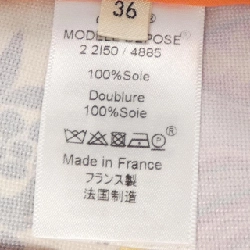 36
®
MODELE DEPOSE
2 2150 / 4885
100%Soie
Doublure
100%Soie
Made in France
フランス製
法国制造